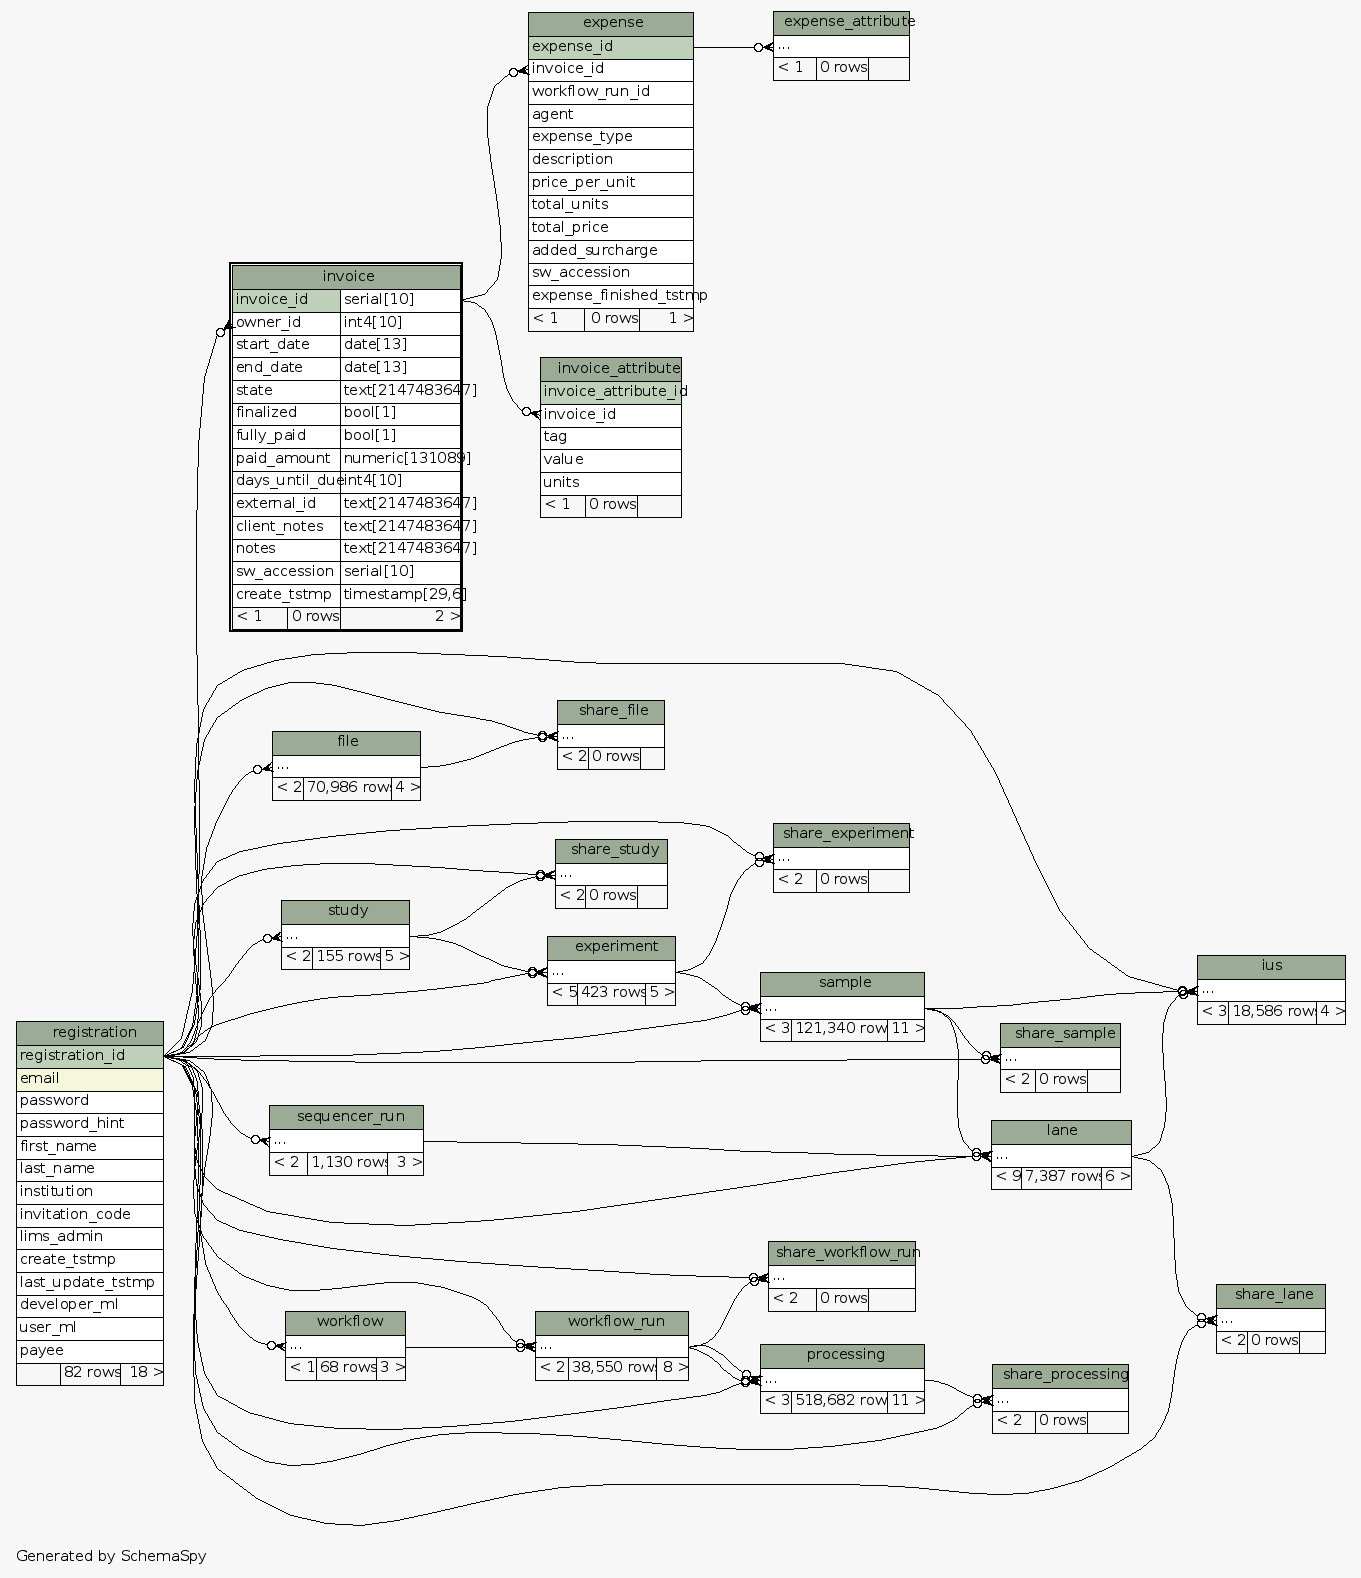 expense
expense_id
invoice_id
workflow_run_id
agent
expense_type
description
price_per_unit
total_units
total_price
added_surcharge
sw_accession
expense_finished_tstmp
< 1 0 rows 1 >
expense_attribute
...
< 1 0 rows
invoice
invoice_id serial[10]
owner_id int4[10]
start_date date[13]
end_date date[13]
state text[2147483647]
finalized bool[1]
fully_paid bool[1]
paid_amount numeric[131089]
days_until_due int4[10]
external_id text[2147483647]
client_notes text[2147483647]
notes text[2147483647]
sw_accession serial[10]
create_tstmp timestamp[29,6]
< 1 0 rows 2 >
invoice_attribute
invoice_attribute_id
invoice_id
tag
value
units
< 1 0 rows
share_file
...
< 2 0 rows
file
...
< 2 70,986 rows 4 >
share_experiment
...
< 2 0 rows
share_study
...
< 2 0 rows
study
...
< 2 155 rows 5 >
experiment
...
< 5 423 rows 5 >
sample
...
< 3 121,340 row 11 >
ius
...
< 3 18,586 rows 4 >
share_sample
...
< 2 0 rows
registration
registration_id
email
password
password_hint
first_name
last_name
institution
invitation_code
lims_admin
create_tstmp
last_update_tstmp
developer_ml
user_ml
payee
82 rows 18 >
sequencer_run
...
< 2 1,130 rows 3 >
lane
...
< 9 7,387 rows 6 >
share_workflow_run
...
< 2 0 rows
share_lane
...
< 2 0 rows
workflow
...
< 1 68 rows 3 >
workflow_run
...
< 2 38,550 rows 8 >
processing
...
< 3 518,682 row 11 >
share_processing
...
< 2 0 rows
Generated by SchemaSpy